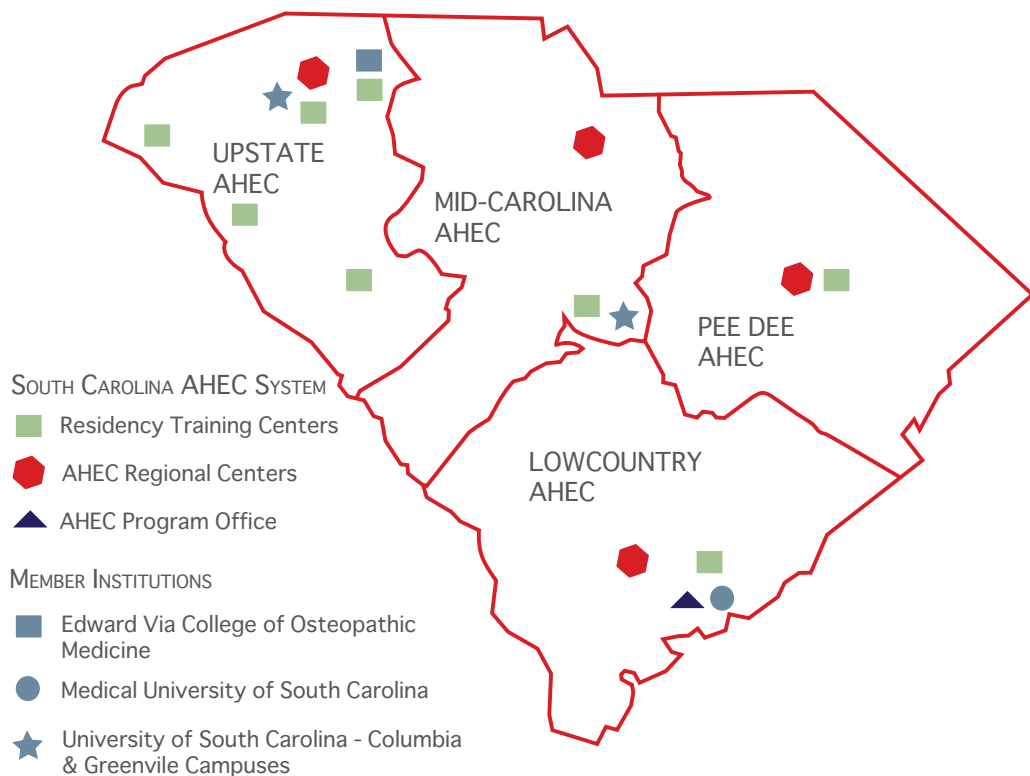 UPSTATE
AHEC
MID-CAROLINA
AHEC
PEE DEE
AHEC
LOWCOUNTRY
AHEC
SOUTH CAROLINA AHEC SYSTEM
Residency Training Centers
AHEC Regional Centers
AHEC Program Office
MEMBER INSTITUTIONS
Edward Via College of Osteopathic
Medicine
Medical University of South Carolina
University of South Carolina - Columbia
& Greenvile Campuses